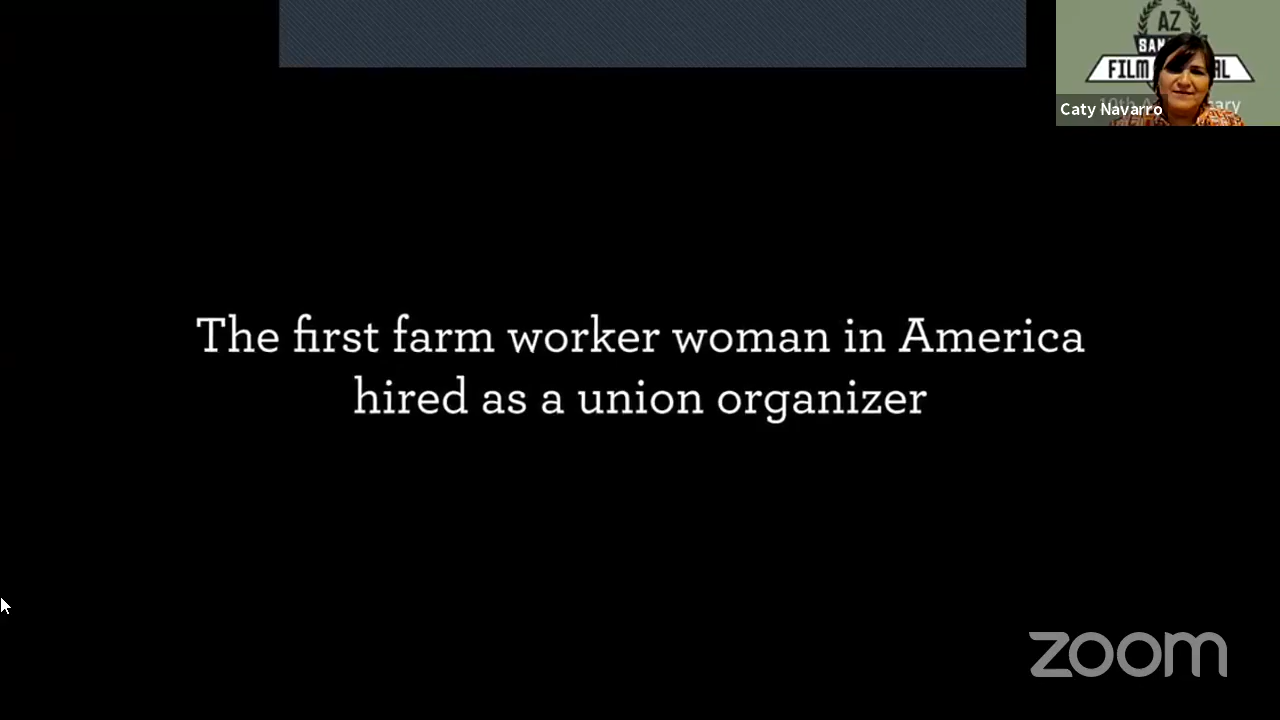 AZ
FILM
Caty Navarro
The first farm worker woman in America
hired as a union organizer
zoom